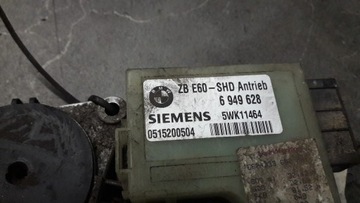 ZB E60-SHD Antrieb
6 949 628
SIEMENS 5WK11464
0515200504